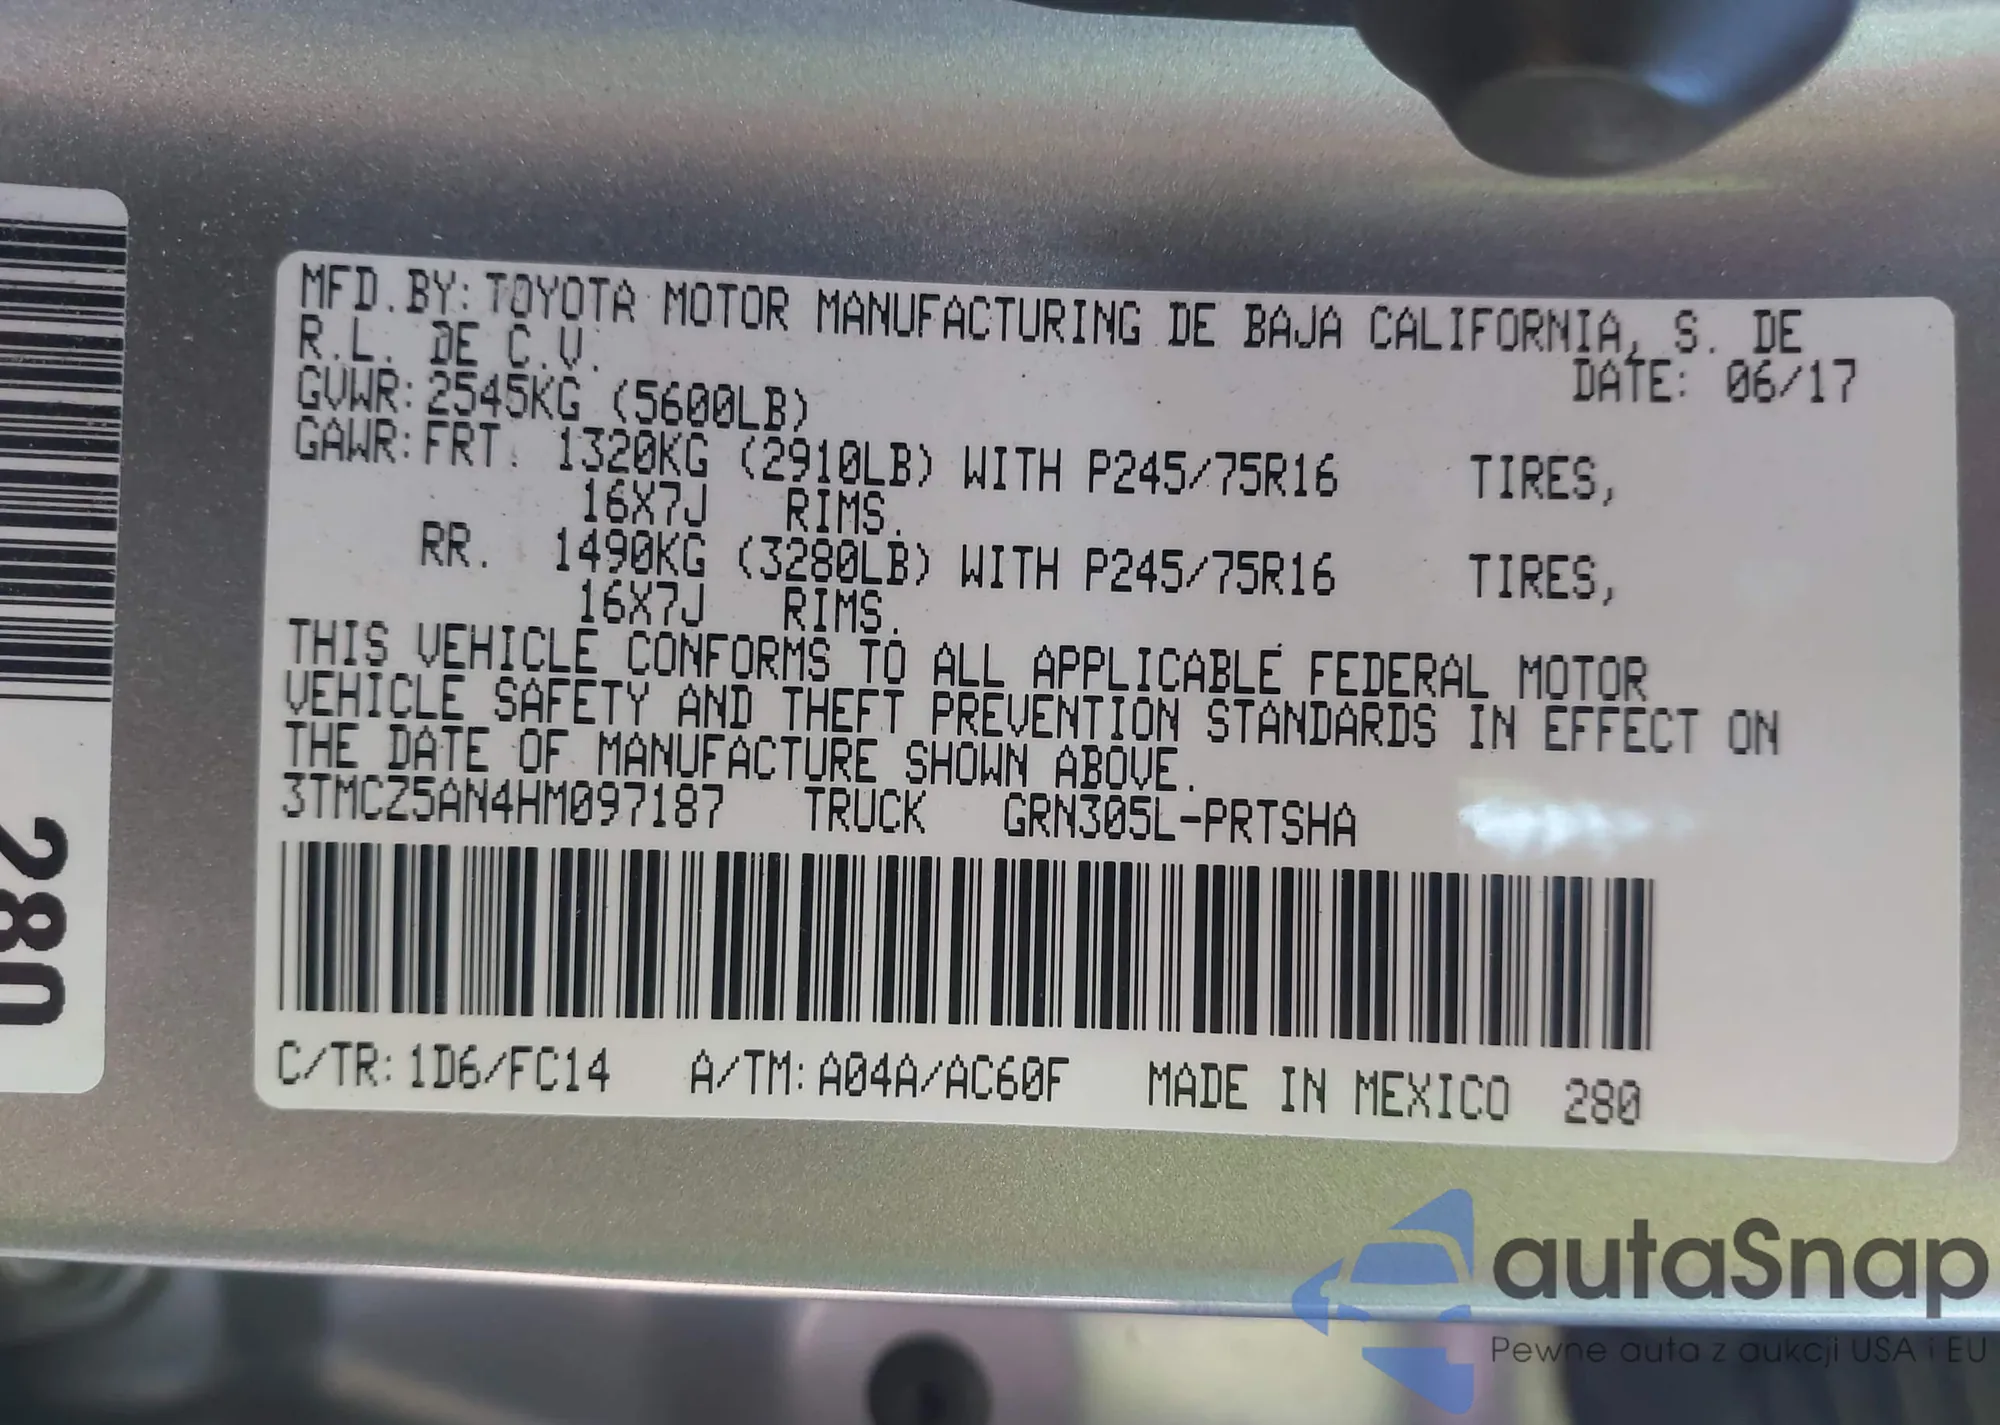 MFD.BY: TOYOTA MOTOR MANUFACTURING DE BAJA CALIFORNIA, S. DE
R.L. DE C.V.
DATE: 06/17
GVWR: 2545KG (5600LB)
GAWR: FRT. 1320KG (2910LB) WITH P245/75R16 TIRES,
16X7J RIMS.
RR. 1490KG (3280LB) WITH P245/75R16 TIRES,
16X7J RIMS.
THIS VEHICLE CONFORMS TO ALL APPLICABLE FEDERAL MOTOR
VEHICLE SAFETY AND THEFT PREVENTION STANDARDS IN EFFECT ON
THE DATE OF MANUFACTURE SHOWN ABOVE.
3TMCZ5AN4HM097187 TRUCK GRN305L-PRTSHA
C/TR: 1D6/FC14 A/TM: A04A/AC60F MADE IN MEXICO 280
280
autaSnap
Pewne auta z aukcji USA i EU